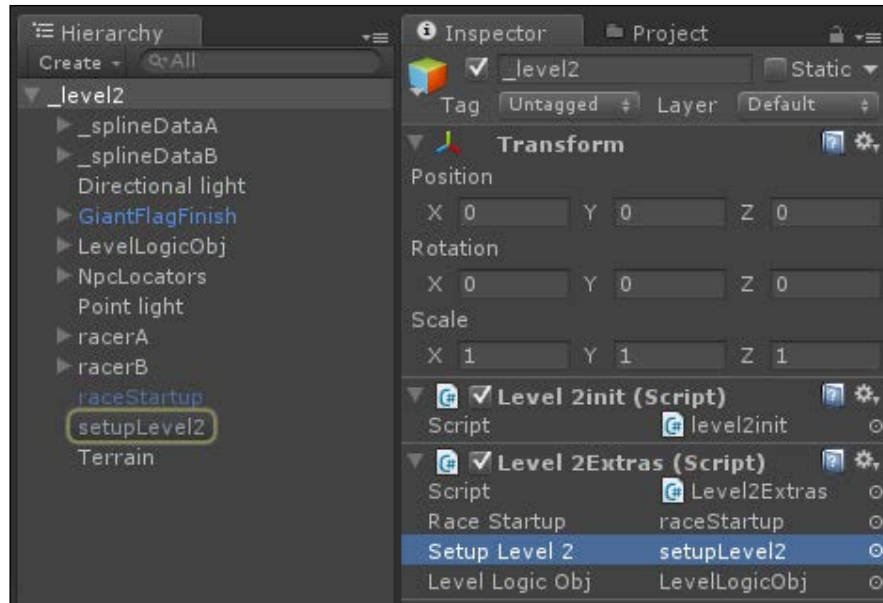 Hierarchy
Create
All
_level2
_splineDataA
_splineDataB
Directional light
GiantFlagFinish
LevelLogicObj
NpcLocators
Point light
racerA
racerB
raceStartup
setupLevel2
Terrain
Inspector Project
_level2 Static
Tag Untagged Layer Default
Transform
Position
X 0 Y 0 Z 0
Rotation
X 0 Y 0 Z 0
Scale
X 1 Y 1 Z 1
C# Level 2init (Script)
Script C# level2init
C# Level 2Extras (Script)
Script C# Level2Extras
Race Startup raceStartup
Setup Level 2 setupLevel2
Level Logic Obj LevelLogicObj